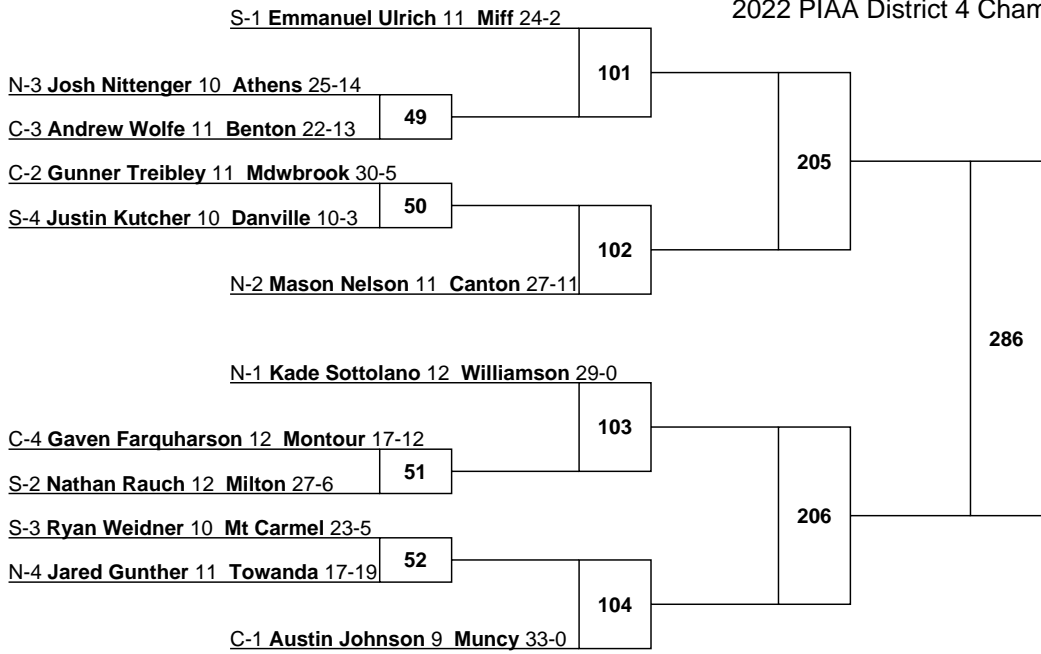 S-1 Emmanuel Ulrich 11 Miff 24-2
2022 PIAA District 4 Cham
101
N-3 Josh Nittenger 10 Athens 25-14
49
C-3 Andrew Wolfe 11 Benton 22-13
205
C-2 Gunner Treibley 11 Mdwbrook 30-5
50
S-4 Justin Kutcher 10 Danville 10-3
102
N-2 Mason Nelson 11 Canton 27-11
286
N-1 Kade Sottolano 12 Williamson 29-0
103
C-4 Gaven Farquharson 12 Montour 17-12
51
S-2 Nathan Rauch 12 Milton 27-6
206
S-3 Ryan Weidner 10 Mt Carmel 23-5
52
N-4 Jared Gunther 11 Towanda 17-19
104
C-1 Austin Johnson 9 Muncy 33-0